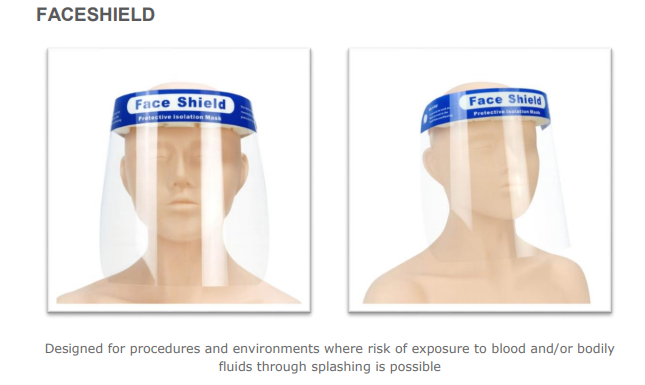 FACESHIELD
Face Shield
Protective Isolation Mask
Face Shield
Protective Isolation Mask
Designed for procedures and environments where risk of exposure to blood and/or bodily
fluids through splashing is possible